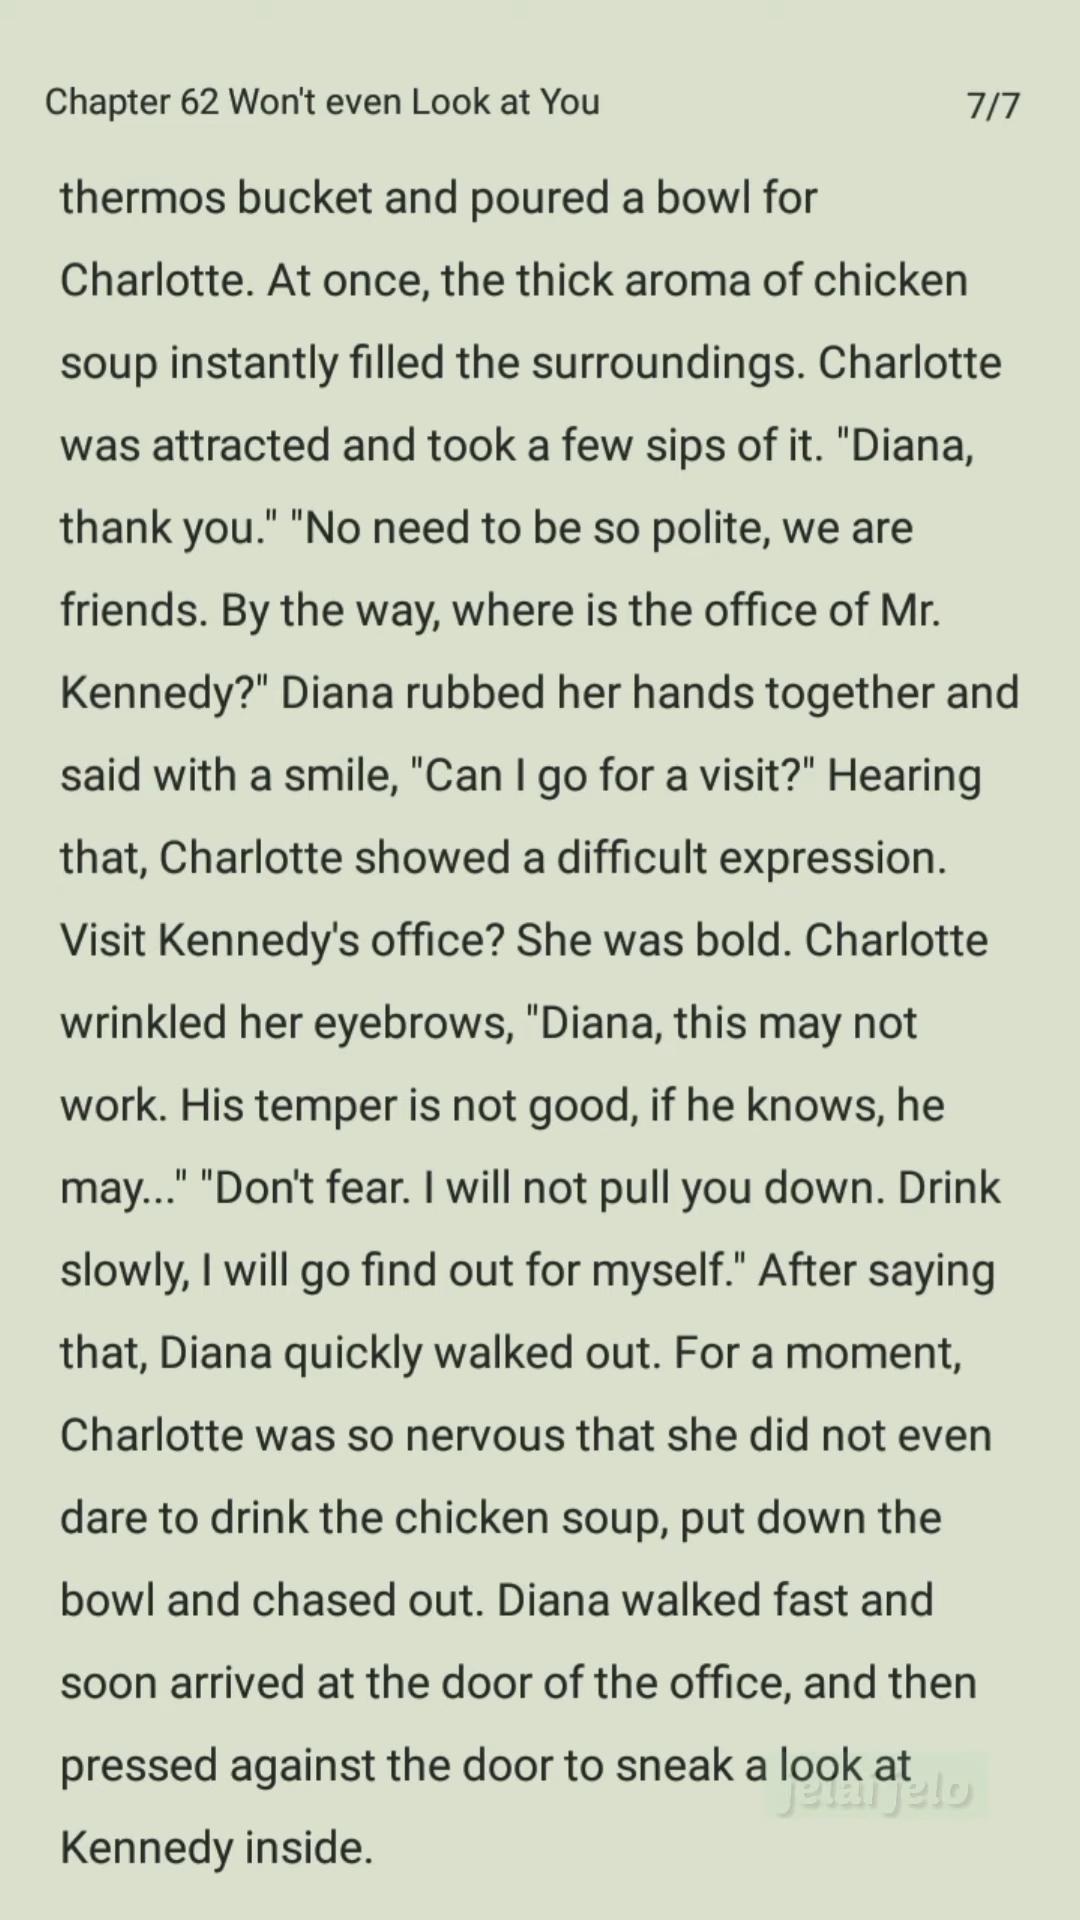 Chapter 62 Won't even Look at You
7/7
thermos bucket and poured a bowl for
Charlotte. At once, the thick aroma of chicken
soup instantly filled the surroundings. Charlotte
was attracted and took a few sips of it. "Diana,
thank you." "No need to be so polite, we are
friends. By the way, where is the office of Mr.
Kennedy?" Diana rubbed her hands together and
said with a smile, "Can I go for a visit?" Hearing
that, Charlotte showed a difficult expression.
Visit Kennedy's office? She was bold. Charlotte
wrinkled her eyebrows, "Diana, this may not
work. His temper is not good, if he knows, he
may..." "Don't fear. I will not pull you down. Drink
slowly, I will go find out for myself." After saying
that, Diana quickly walked out. For a moment,
Charlotte was so nervous that she did not even
dare to drink the chicken soup, put down the
bowl and chased out. Diana walked fast and
soon arrived at the door of the office, and then
pressed against the door to sneak a look at
jelai jelo
Kennedy inside.